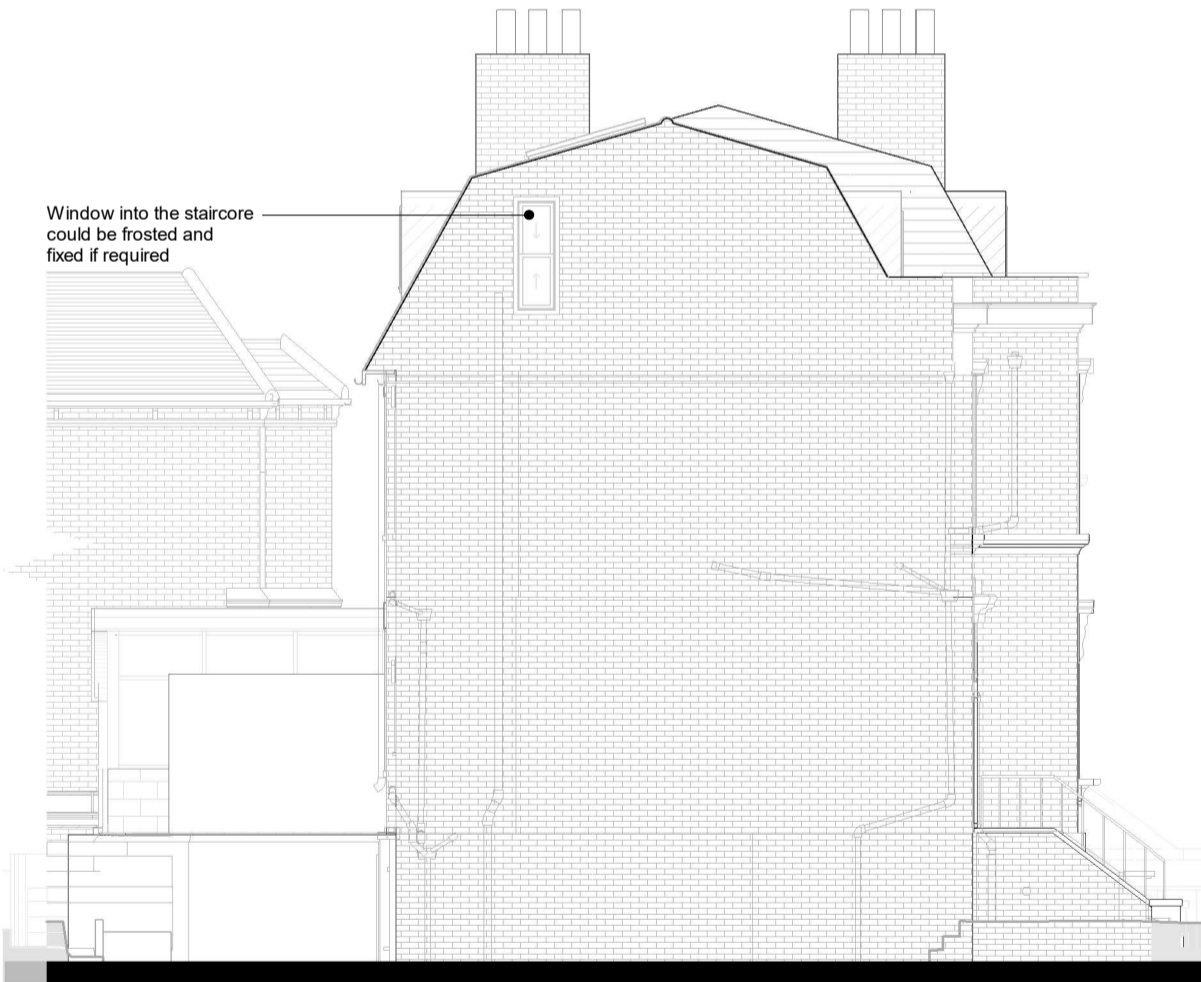 Window into the staircore
could be frosted and
fixed if required